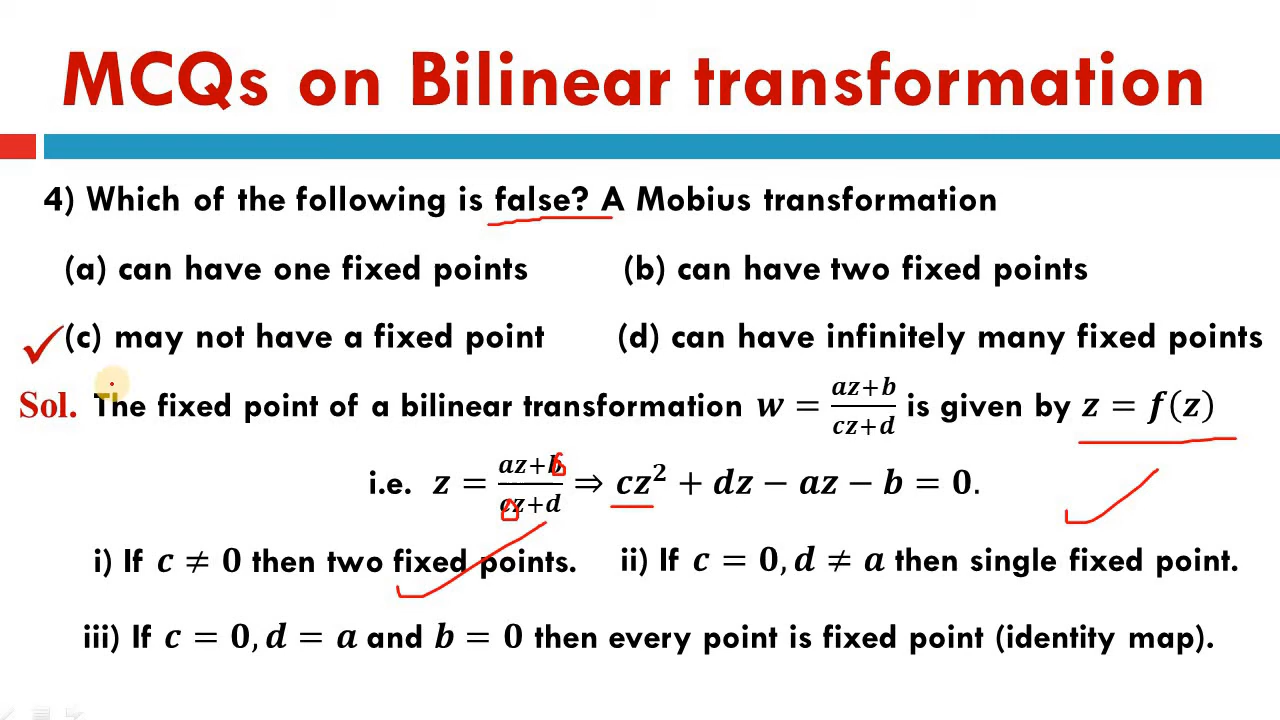 MCQs on Bilinear transformation
4) Which of the following is false? A Mobius transformation
(a) can have one fixed points (b) can have two fixed points
(c) may not have a fixed point (d) can have infinitely many fixed points
Sol. The fixed point of a bilinear transformation w = az+b/cz+d is given by z = f(z)
i.e. z = az+b/cz+d ⇒ cz² + dz − az − b = 0.
i) If c ≠ 0 then two fixed points. ii) If c = 0, d ≠ a then single fixed point.
iii) If c = 0, d = a and b = 0 then every point is fixed point (identity map).